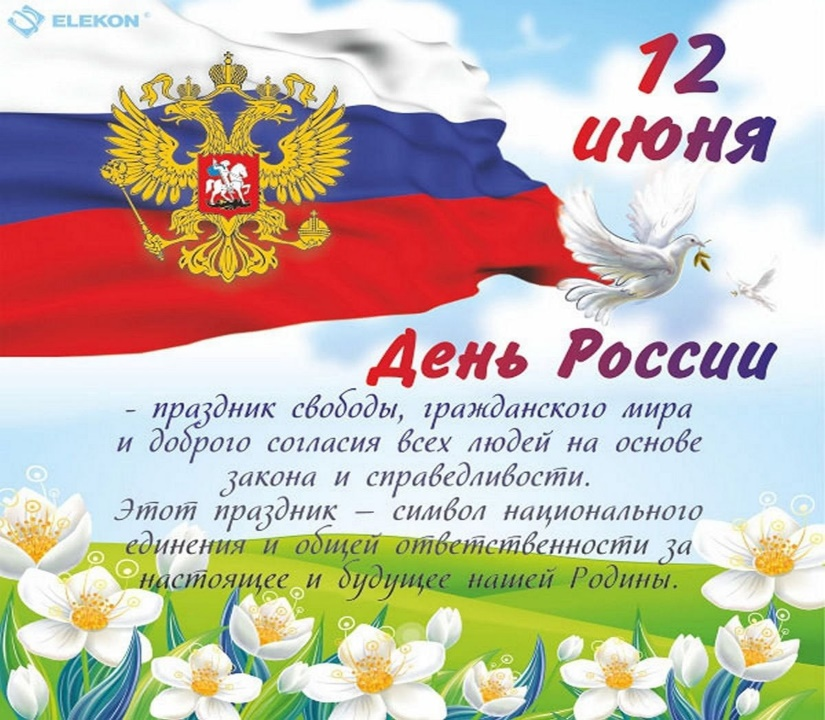 ELEKON
12
июня
День России
- праздник свободы, гражданского мира
и доброго согласия всех людей на основе
закона и справедливости.
Этот праздник – символ национального
единения и общей ответственности за
настоящее и будущее нашей Родины.